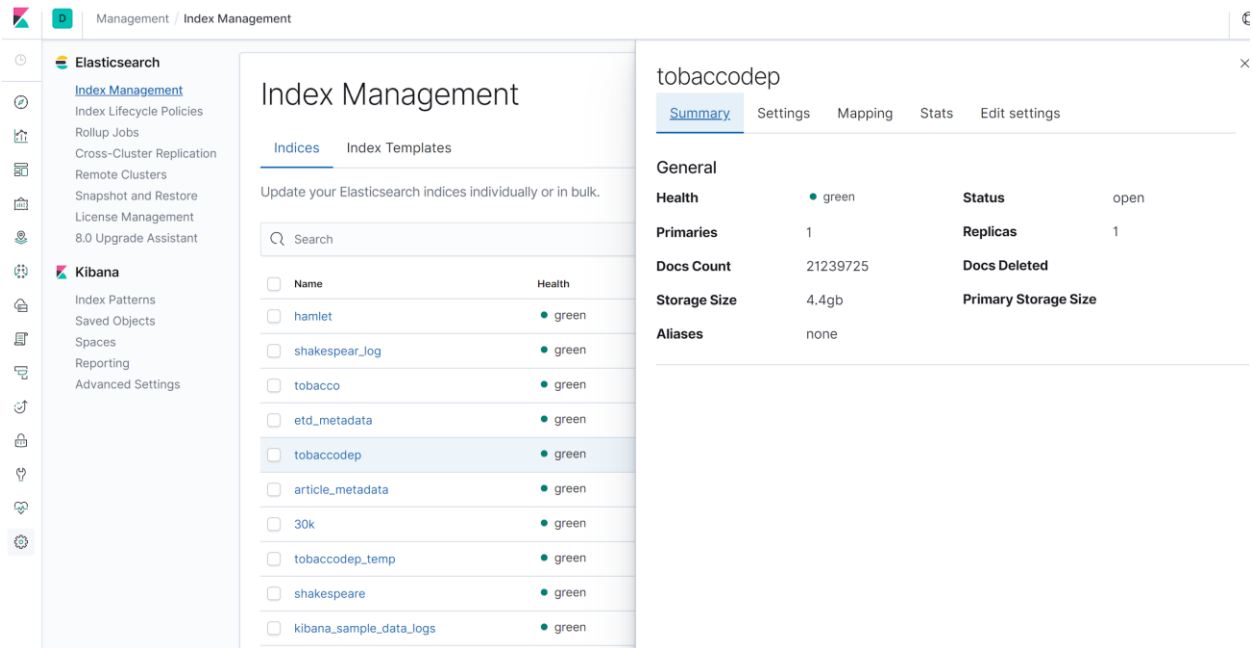 D Management / Index Management
Elasticsearch
Index Management
Index Lifecycle Policies
Rollup Jobs
Cross-Cluster Replication
Remote Clusters
Snapshot and Restore
License Management
8.0 Upgrade Assistant
Kibana
Index Patterns
Saved Objects
Spaces
Reporting
Advanced Settings
Index Management
Indices Index Templates
Update your Elasticsearch indices individually or in bulk.
Search
Name Health
hamlet green
shakespear_log green
tobacco green
etd_metadata green
tobaccodep green
article_metadata green
30k green
tobaccodep_temp green
shakespeare green
kibana_sample_data_logs green
tobaccodep
Summary Settings Mapping Stats Edit settings
General
Health green Status open
Primaries 1 Replicas 1
Docs Count 21239725 Docs Deleted
Storage Size 4.4gb Primary Storage Size
Aliases none